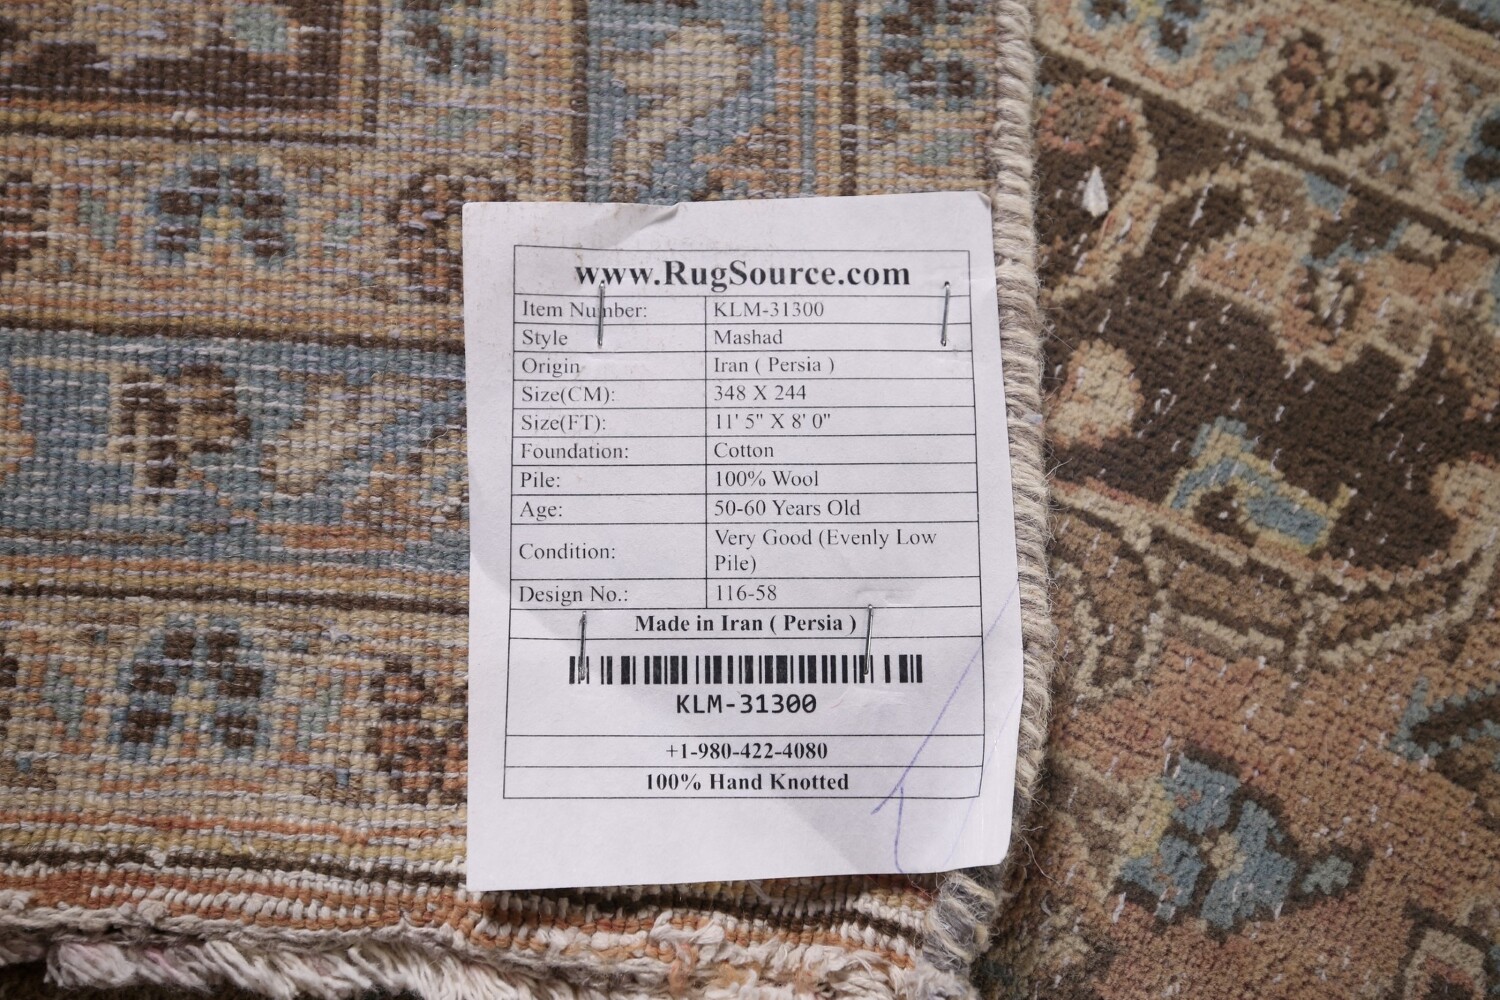 www.RugSource.com
Item Number: KLM-31300
Style Mashad
Origin Iran ( Persia )
Size(CM): 348 X 244
Size(FT): 11' 5" X 8' 0"
Foundation: Cotton
Pile: 100% Wool
Age: 50-60 Years Old
Condition: Very Good (Evenly Low
Pile)
Design No.: 116-58
Made in Iran ( Persia )
KLM-31300
+1-980-422-4080
100% Hand Knotted